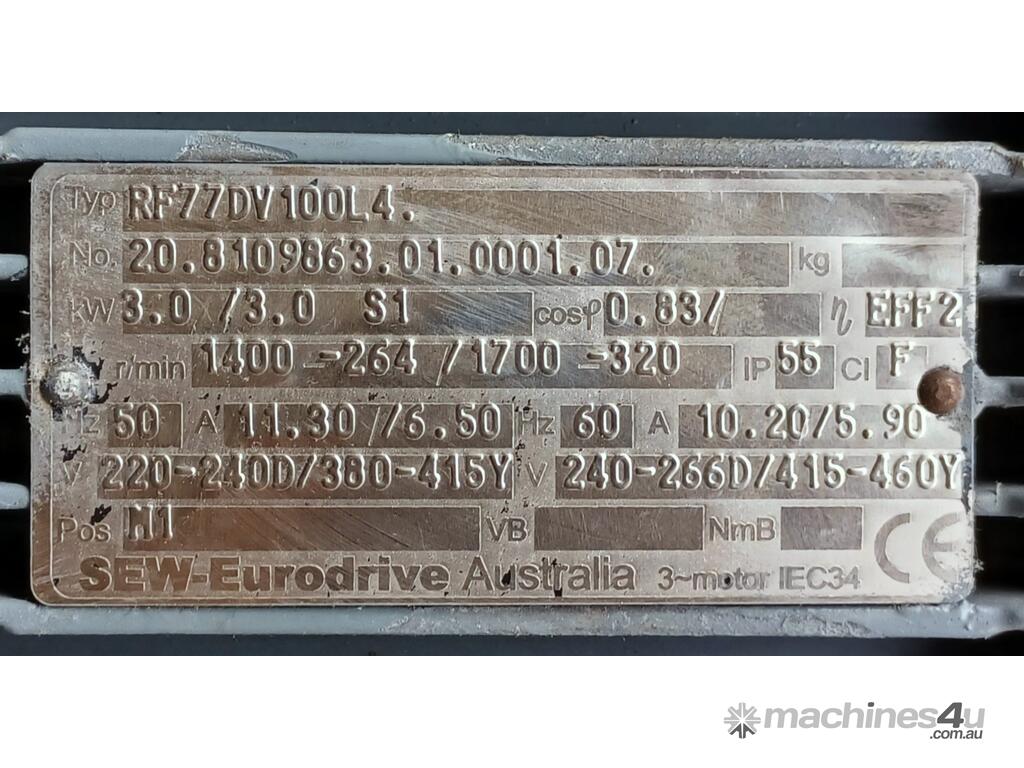 Typ RF77DV100L4.
No. 20.8109863.01.0001.07. kg
kW 3.0/3.0 S1 cosφ 0.83/ η EFF2
r/min 1400-264/1700-320 IP 55 Cl F
Hz 50 A 11.30/6.50 Hz 60 A 10.20/5.90
V 220-240D/380-415Y V 240-266D/415-460Y
Pos M1 VB NmB CE
SEW-Eurodrive Australia 3~motor IEC34
machines4u
.com.au